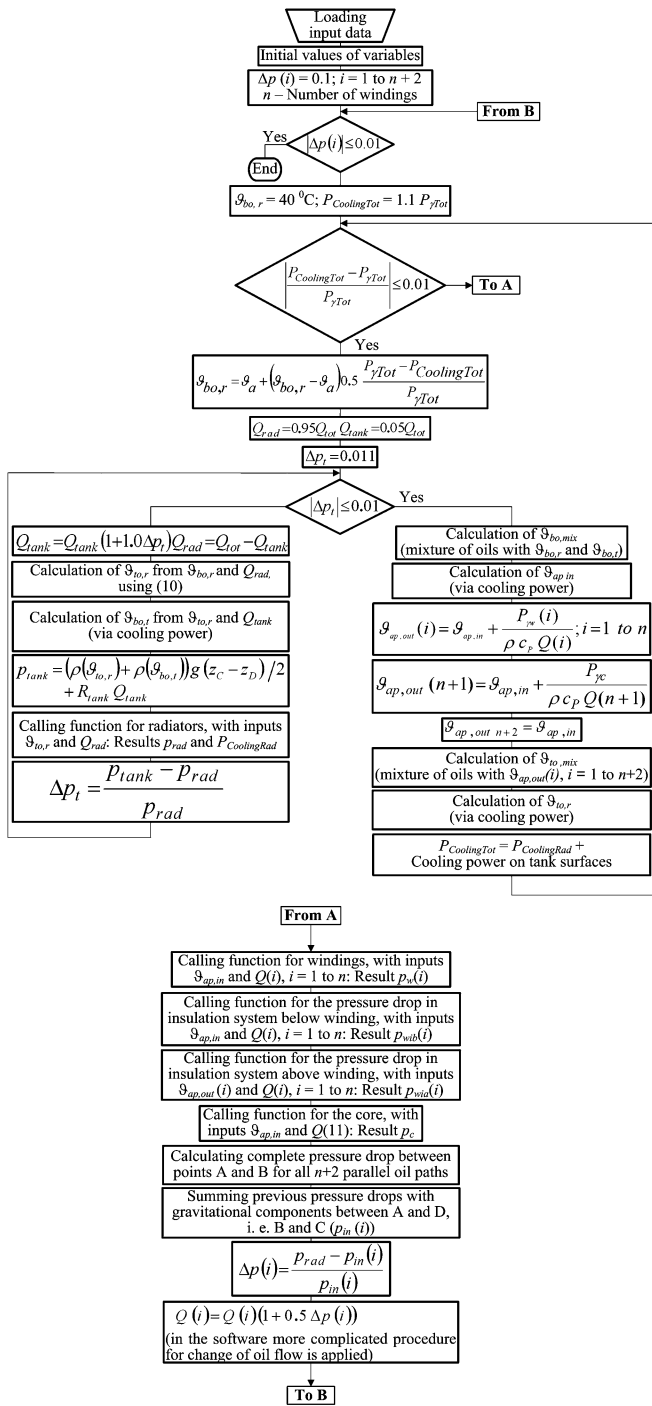 Loading
input data
Initial values of variables
Δp (i) = 0.1; i = 1 to n + 2
n – Number of windings
From B
Yes
|Δp(i)|≤0.01
End
ϑbo, r = 40 ⁰C; PCoolingTot = 1.1 PγTot
|(PCoolingTot − PγTot) / PγTot| ≤0.01
To A
Yes
ϑbo,r = ϑa + (ϑbo,r − ϑa)0.5 (PγTot − PCoolingTot) / PγTot
Qrad=0.95Qtot Qtank=0.05Qtot
Δpt=0.011
|Δpt|≤0.01
Yes
Qtank=Qtank(1+1.0Δpt)Qrad=Qtot−Qtank
Calculation of ϑto,r from ϑbo,r and Qrad,
using (10)
Calculation of ϑbo,t from ϑto,r and Qtank
(via cooling power)
ptank=(ρ(ϑto,r)+ρ(ϑbo,t))g(zC−zD)/2
+ Rtank Qtank
Calling function for radiators, with inputs
ϑto,r and Qrad: Results prad and PCoolingRad
Δpt = (ptank − prad) / prad
Calculation of ϑbo,mix
(mixture of oils with ϑbo,r and ϑbo,t)
Calculation of ϑap in
(via cooling power)
ϑap,out (i) = ϑap,in + Pγw (i) / (ρ cP Q(i)); i=1 to n
ϑap,out (n+1) = ϑap,in + Pγc / (ρ cP Q(n+1))
ϑap,out n+2 = ϑap,in
Calculation of ϑto,mix
(mixture of oils with ϑap,out(i), i = 1 to n+2)
Calculation of ϑto,r
(via cooling power)
PCoolingTot = PCoolingRad +
Cooling power on tank surfaces
From A
Calling function for windings, with inputs
ϑap,in and Q(i), i = 1 to n: Result pw(i)
Calling function for the pressure drop in
insulation system below winding, with inputs
ϑap,in and Q(i), i = 1 to n: Result pwib(i)
Calling function for the pressure drop in
insulation system above winding, with inputs
ϑap,out (i) and Q(i), i = 1 to n: Result pwia(i)
Calling function for the core, with
inputs ϑap,in and Q(11): Result pc
Calculating complete pressure drop between
points A and B for all n+2 parallel oil paths
Summing previous pressure drops with
gravitational components between A and D,
i. e. B and C (pin (i))
Δp(i) = (prad − pin(i)) / pin(i)
Q (i)=Q (i)(1+0.5 Δp (i))
(in the software more complicated procedure
for change of oil flow is applied)
To B